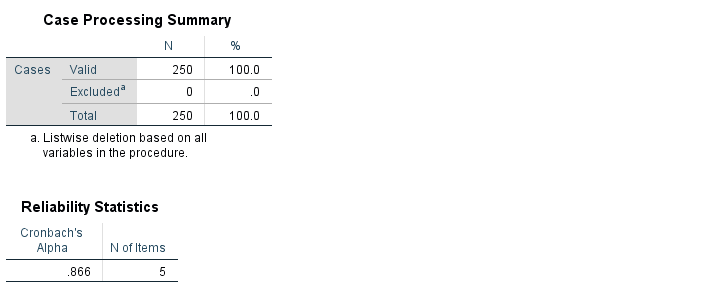 Case Processing Summary
N %
Cases Valid 250 100.0
Excludedᵃ 0 .0
Total 250 100.0
a. Listwise deletion based on all
variables in the procedure.
Reliability Statistics
Cronbach's
Alpha N of Items
.866 5